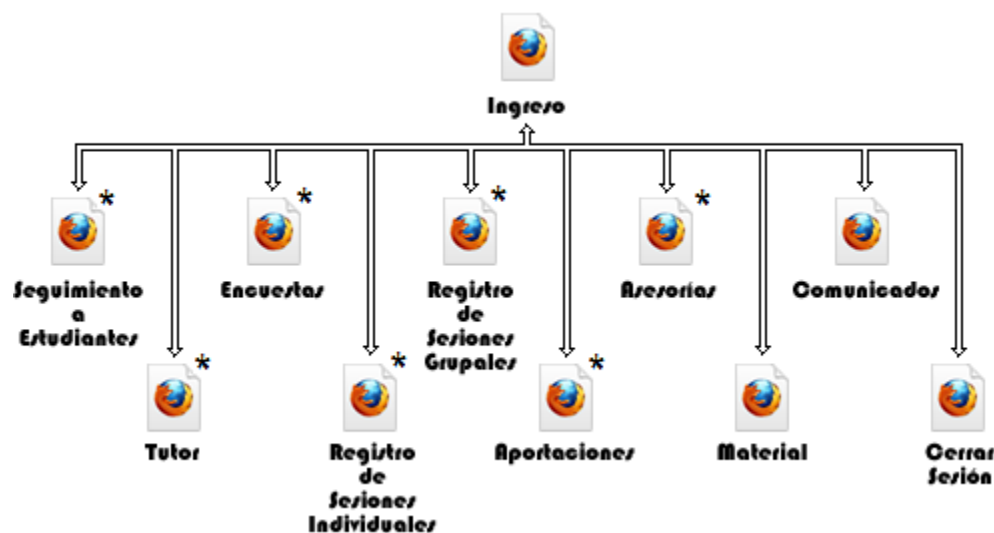 Ingreso
*
*
*
*
Seguimiento
a
Estudiantes
Encuestas
Registro
de
Sesiones
Grupales
Asesorías
Comunicados
*
*
*
Tutor
Registro
de
Sesiones
Individuales
Aportaciones
Material
Cerrar
Sesión